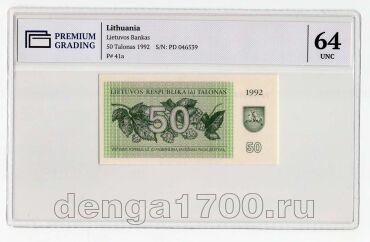 PREMIUM
GRADING
Lithuania
Lietuvos Bankas
50 Talonas 1992 S/N: PD 046539
P# 41a
64
UNC
LIETUVOS RESPUBLIKA
TALONAS
1992
50
50
denga1700.ru